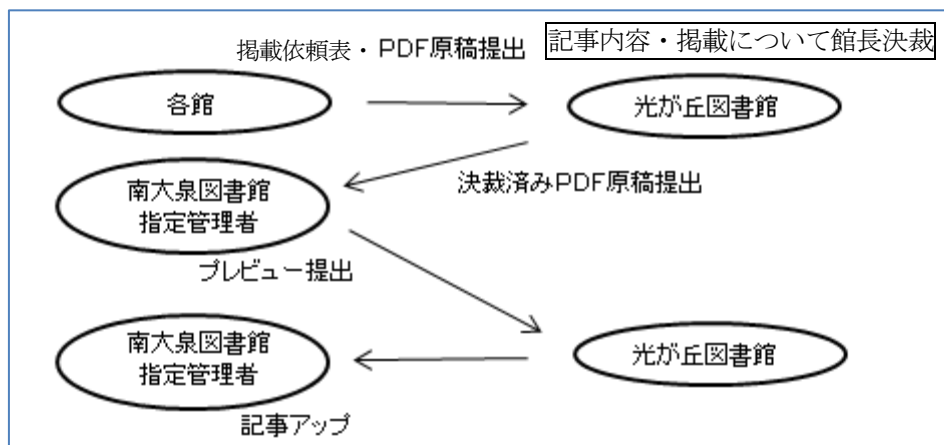 掲載依頼表・PDF原稿提出
記事内容・掲載について館長決裁
各館
光が丘図書館
決裁済みPDF原稿提出
南大泉図書館
指定管理者
プレビュー提出
南大泉図書館
指定管理者
光が丘図書館
記事アップ